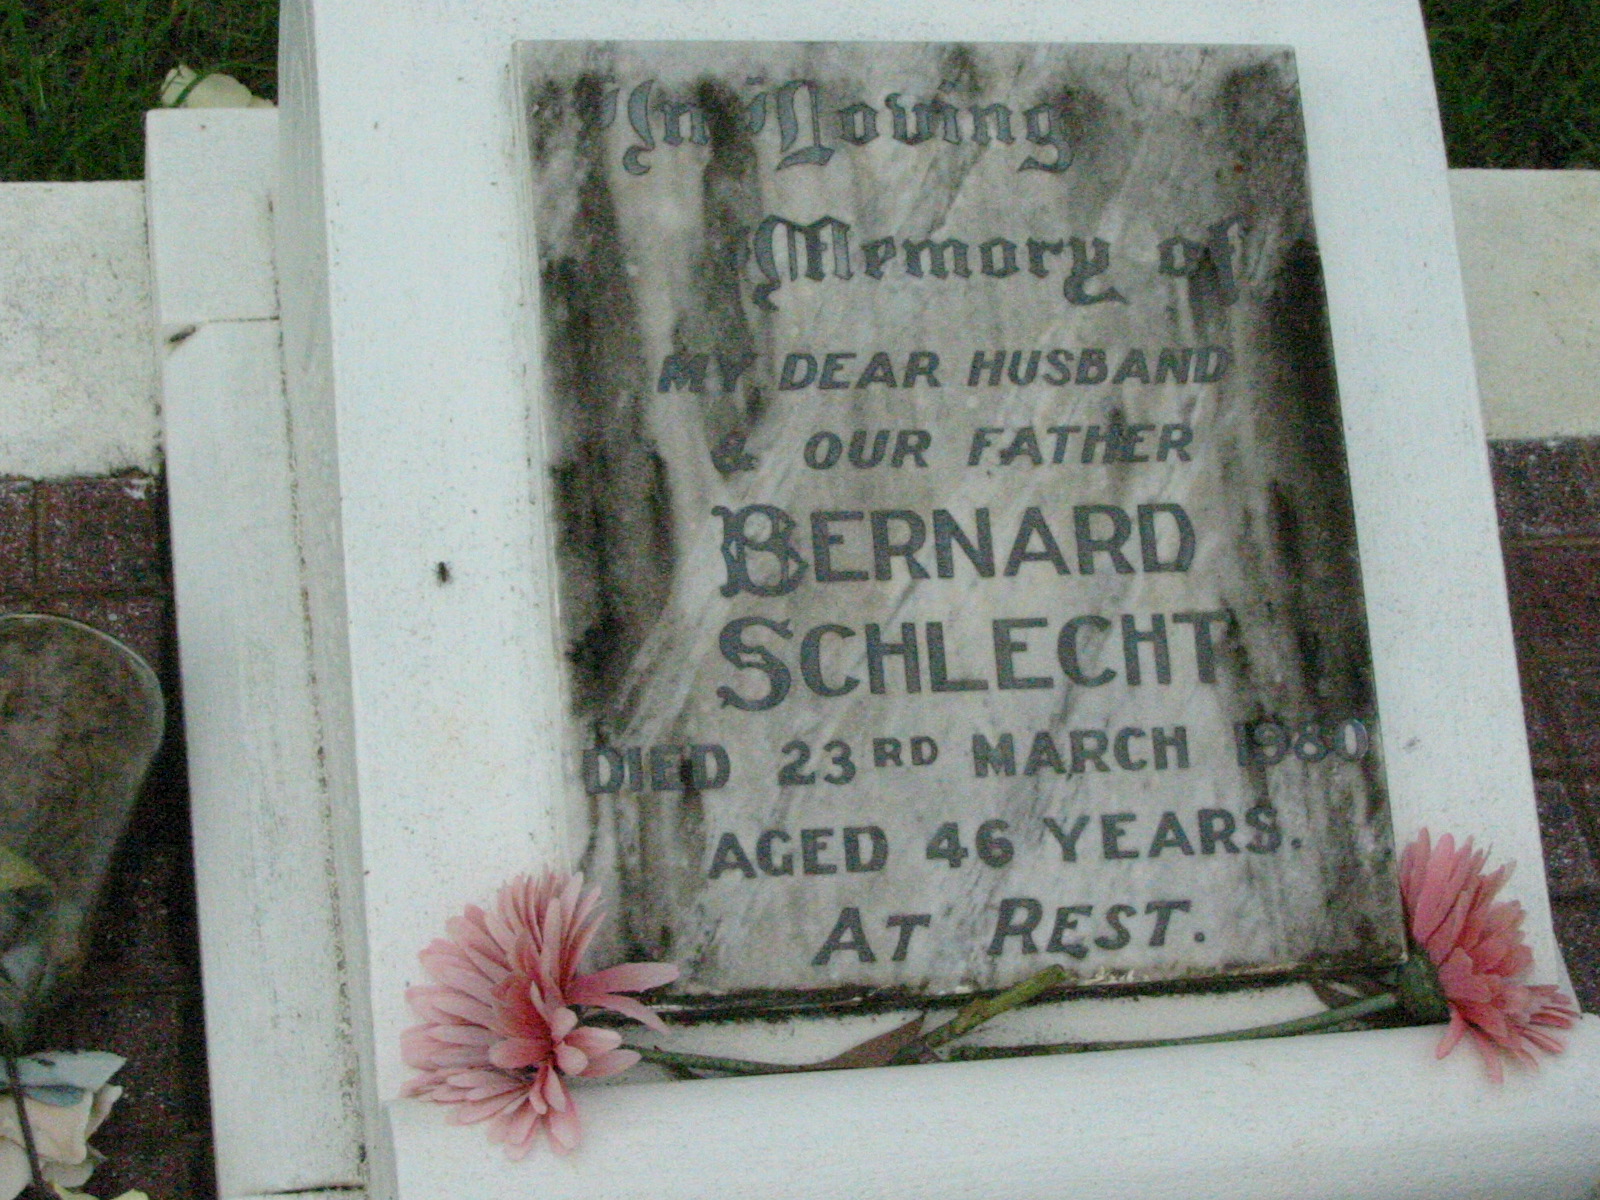 In Loving
Memory of
MY DEAR HUSBAND
& OUR FATHER
BERNARD
SCHLECHT
DIED 23RD MARCH 1980
AGED 46 YEARS.
AT REST.